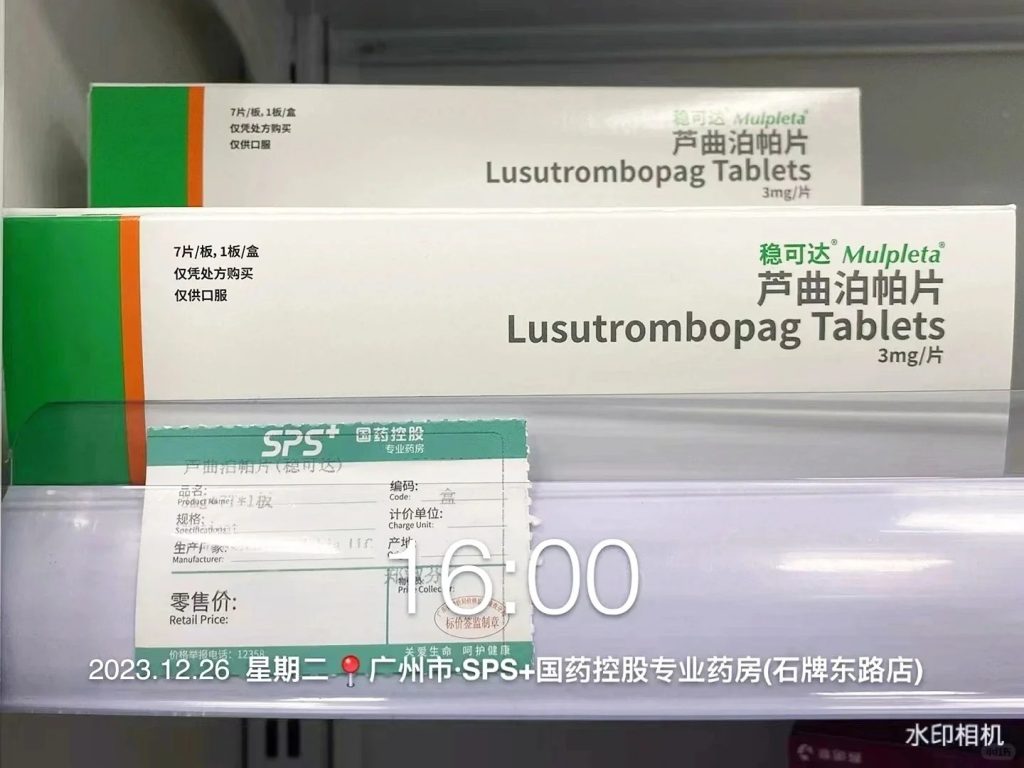 7片/板, 1板/盒
仅凭处方购买
仅供口服
稳可达® Mulpleta®
芦曲泊帕片
Lusutrombopag Tablets
3mg/片
7片/板, 1板/盒
仅凭处方购买
仅供口服
稳可达® Mulpleta®
芦曲泊帕片
Lusutrombopag Tablets
3mg/片
SPS+ 国药控股
专业药房
芦曲泊帕片(稳可达)
品名:
Product Name:
编码:
Code:
盒
规格:
Specifications:
计价单位:
Charge Unit:
生产厂家:
Manufacturer:
LLC
产地:
零售价:
Retail Price:
物价员:
Price Collector:
标价签监制章
价格举报电话: 12358
关爱生命 呵护健康
16:00
2023.12.26 星期二 广州市·SPS+国药控股专业药房(石牌东路店)
水印相机